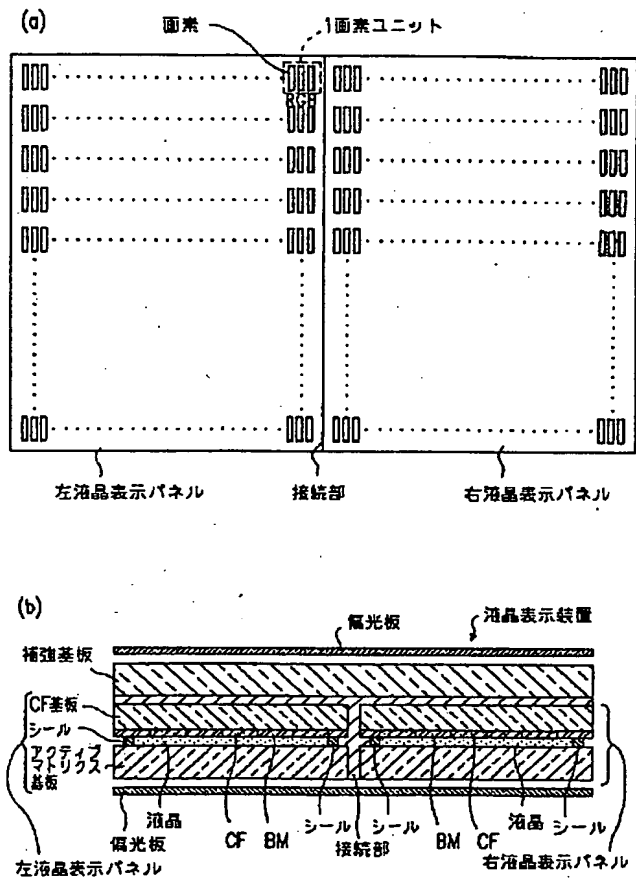 (a)
画素
1画素ユニット
RGB
左液晶表示パネル
接続部
右液晶表示パネル
(b)
偏光板
液晶表示装置
補強基板
CF基板
シール
アクティブ
マトリクス
基板
液晶
シール
シール
液晶
シール
偏光板
CF
BM
接続部
BM
CF
左液晶表示パネル
右液晶表示パネル